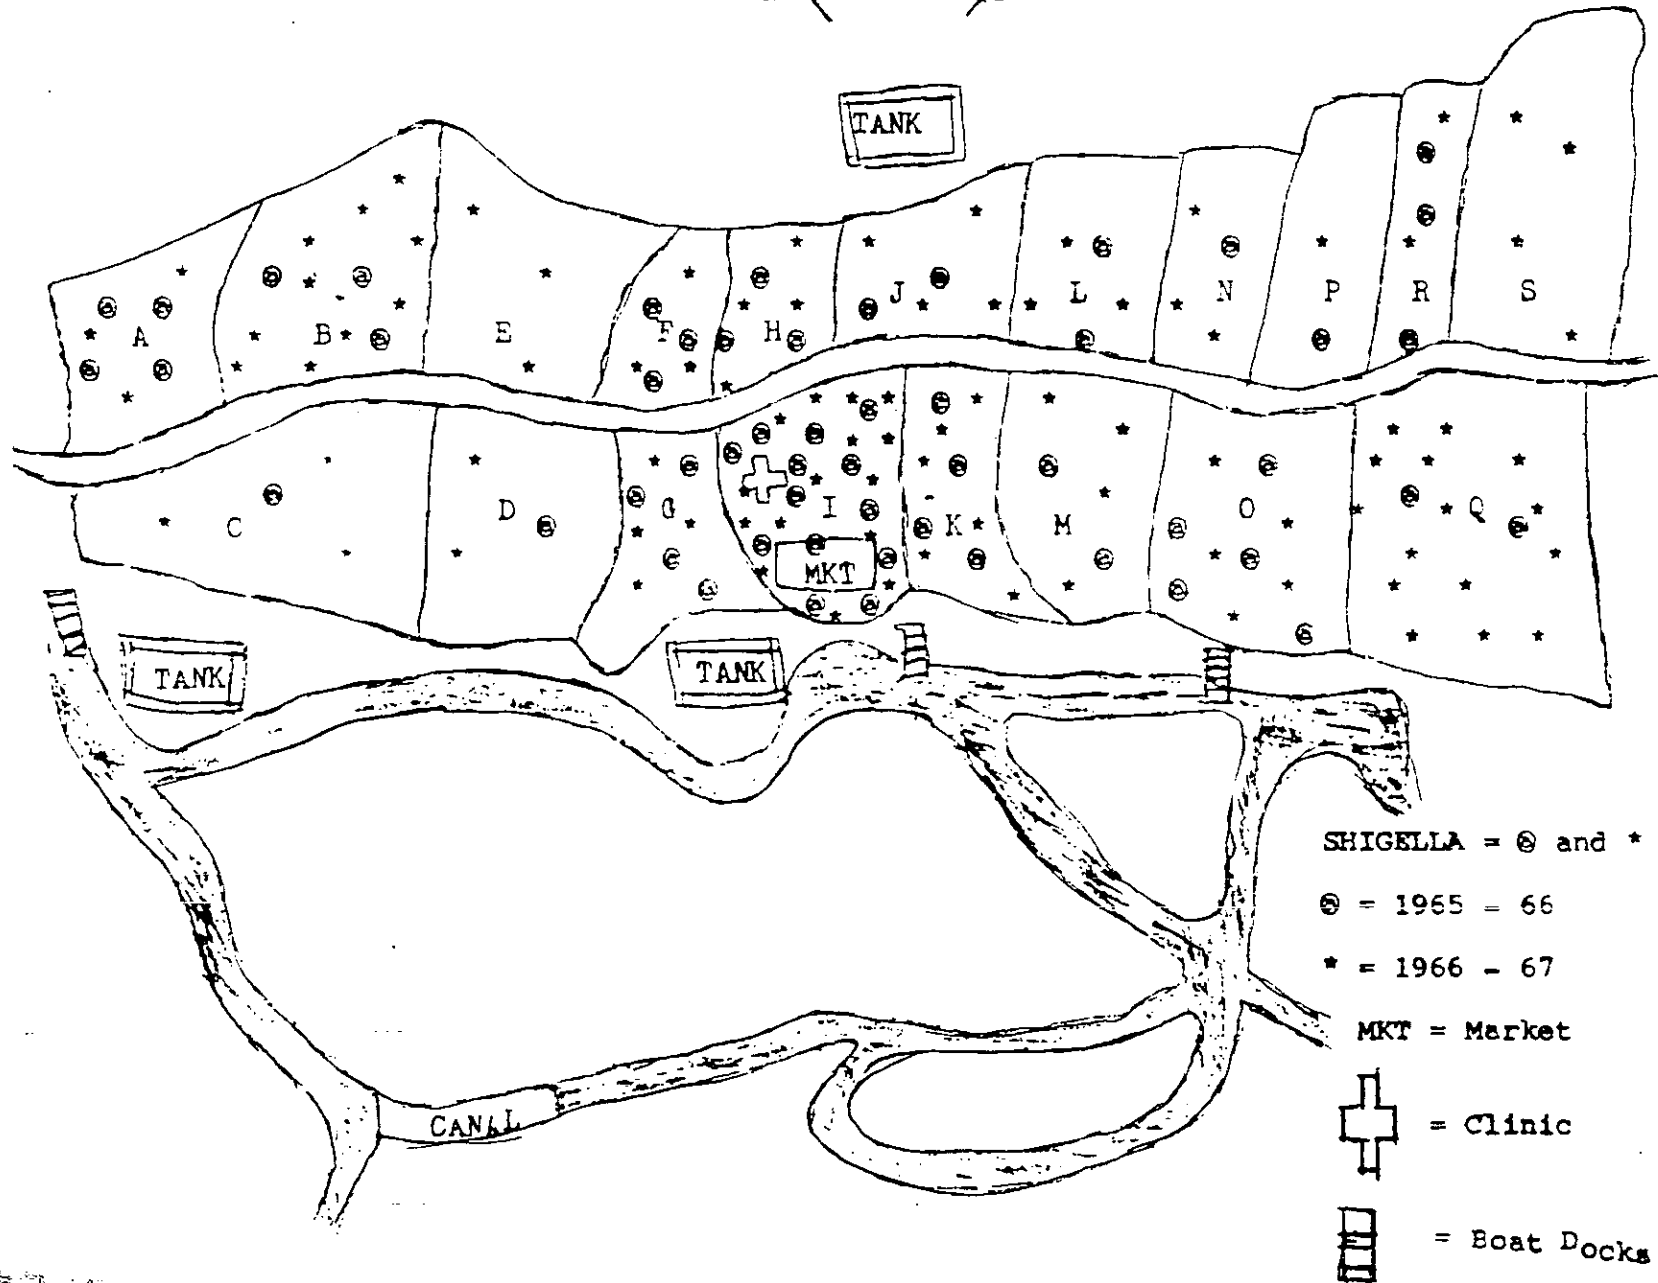 TANK
A
B
E
F
H
J
L
N
P
R
S
C
D
G
I
K
M
O
Q
MKT
TANK
TANK
CANAL
SHIGELLA = ⊗ and *
⊗ = 1965 = 66
* = 1966 - 67
MKT = Market
= Clinic
= Boat Docks